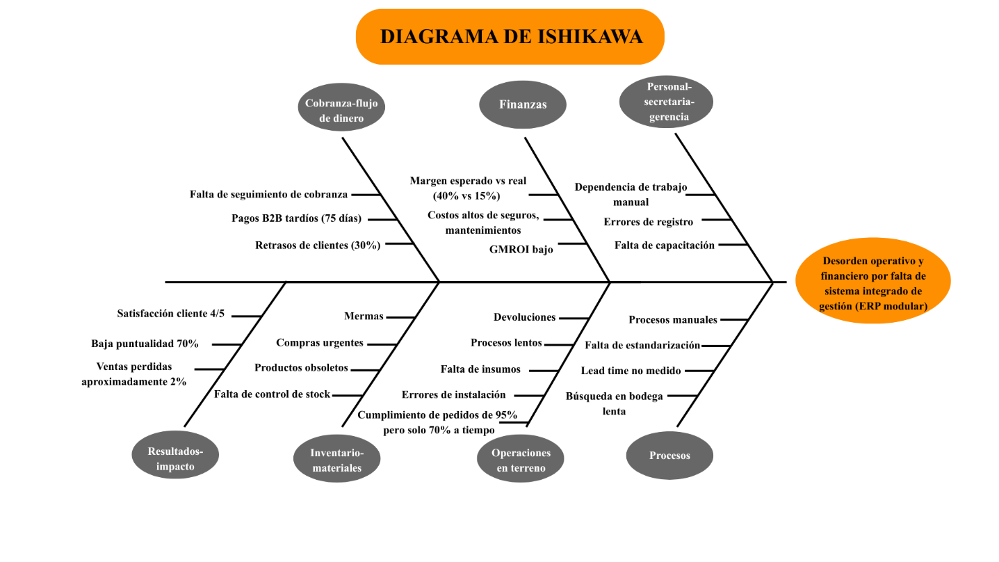 DIAGRAMA DE ISHIKAWA
Cobranza-flujo
de dinero
Finanzas
Personal-
secretaria-
gerencia
Falta de seguimiento de cobranza
Pagos B2B tardíos (75 días)
Retrasos de clientes (30%)
Margen esperado vs real
(40% vs 15%)
Costos altos de seguros,
mantenimientos
GMROI bajo
Dependencia de trabajo
manual
Errores de registro
Falta de capacitación
Desorden operativo y
financiero por falta de
sistema integrado de
gestión (ERP modular)
Satisfacción cliente 4/5
Baja puntualidad 70%
Ventas perdidas
aproximadamente 2%
Mermas
Compras urgentes
Productos obsoletos
Falta de control de stock
Devoluciones
Procesos lentos
Falta de insumos
Errores de instalación
Cumplimiento de pedidos de 95%
pero solo 70% a tiempo
Procesos manuales
Falta de estandarización
Lead time no medido
Búsqueda en bodega
lenta
Resultados-
impacto
Inventario-
materiales
Operaciones
en terreno
Procesos